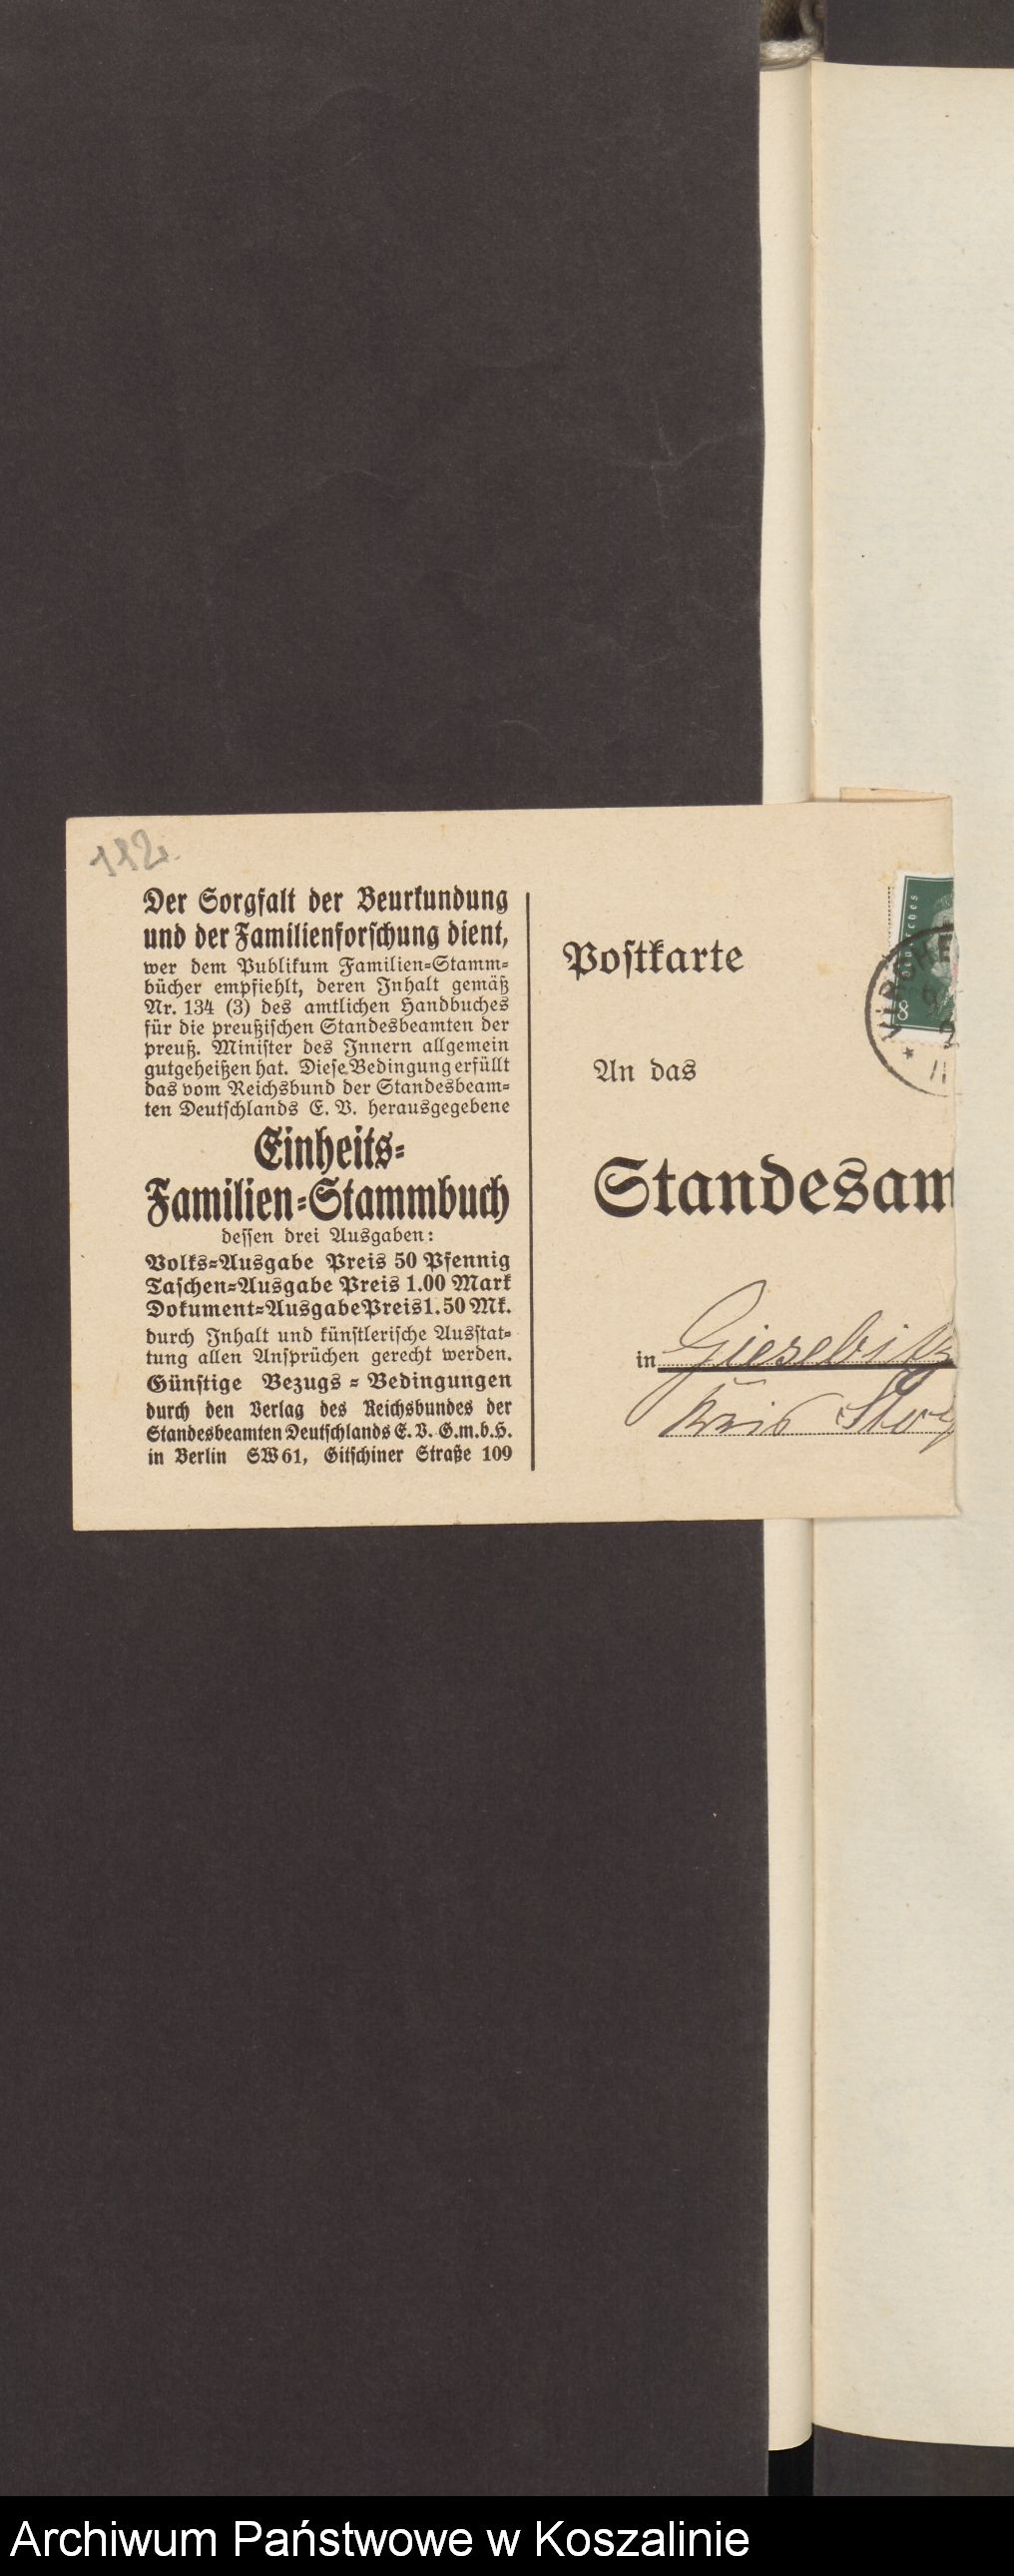 112.
Der Sorgfalt der Beurkundung
und der Familienforschung dient,
wer dem Publikum Familien=Stamm=
bücher empfiehlt, deren Inhalt gemäß
Nr. 134 (3) des amtlichen Handbuches
für die preußischen Standesbeamten der
preuß. Minister des Innern allgemein
gutgeheißen hat. Diese Bedingung erfüllt
das vom Reichsbund der Standesbeam=
ten Deutschlands E. V. herausgegebene
Einheits=
Familien=Stammbuch
dessen drei Ausgaben:
Volks=Ausgabe Preis 50 Pfennig
Taschen=Ausgabe Preis 1.00 Mark
Dokument=Ausgabe Preis 1.50 Mk.
durch Inhalt und künstlerische Ausstat=
tung allen Ansprüchen gerecht werden.
Günstige Bezugs=Bedingungen
durch den Verlag des Reichsbundes der
Standesbeamten Deutschlands E. V. G.m.b.H.
in Berlin SW 61, Gitschiner Straße 109
Postkarte
8
An das
Standesam
in Giesebitz
Kreis Stolp
Archiwum Państwowe w Koszalinie